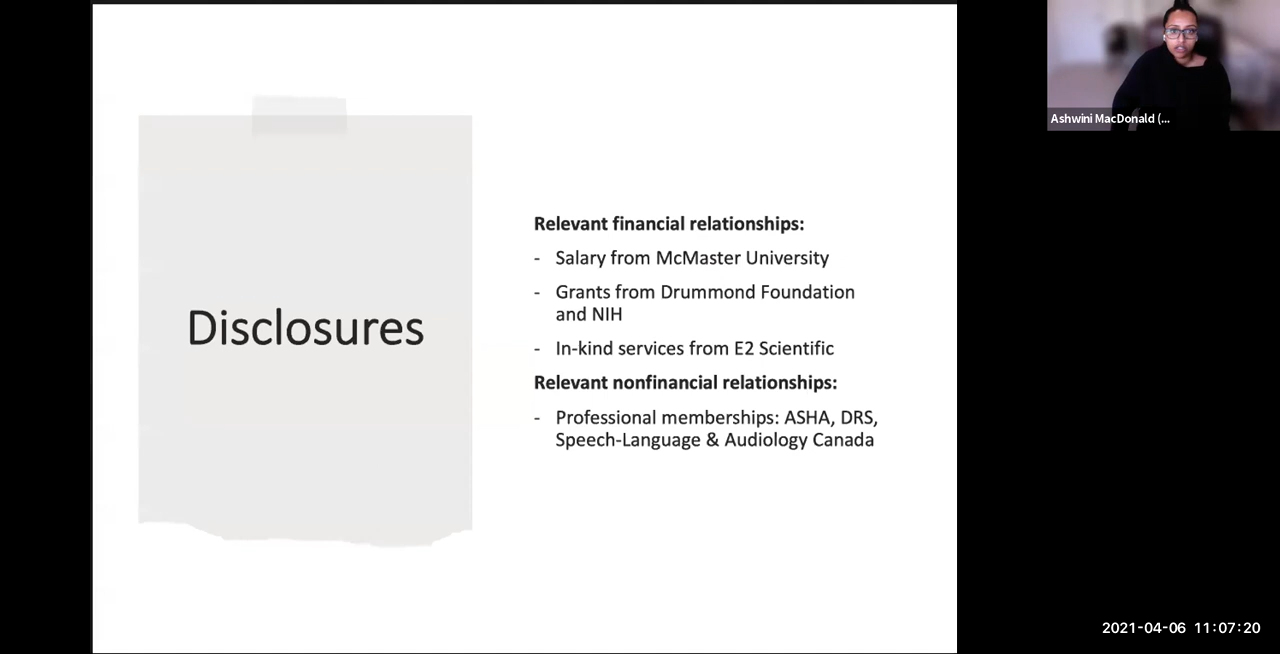 Disclosures
Relevant financial relationships:
- Salary from McMaster University
- Grants from Drummond Foundation
and NIH
- In-kind services from E2 Scientific
Relevant nonfinancial relationships:
- Professional memberships: ASHA, DRS,
Speech-Language & Audiology Canada
Ashwini MacDonald (...
2021-04-06 11:07:20